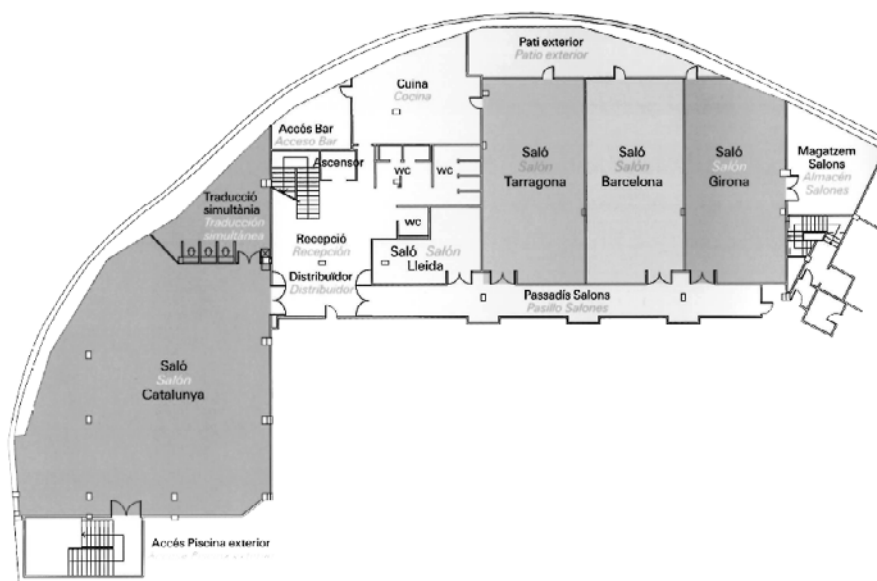 Pati exterior
Patio exterior
Cuina
Cocina
Accés Bar
Acceso Bar
Ascensor
wc
wc
wc
Saló
Salón
Tarragona
Saló
Salón
Barcelona
Saló
Salón
Girona
Magatzem
Salons
Almacén
Salones
Traducció
simultània
Traducción
simultánea
Recepció
Recepción
Saló Salón
Lleida
Distribuïdor
Distribuidor
Passadís Salons
Pasillo Salones
Saló
Salón
Catalunya
Accés Piscina exterior